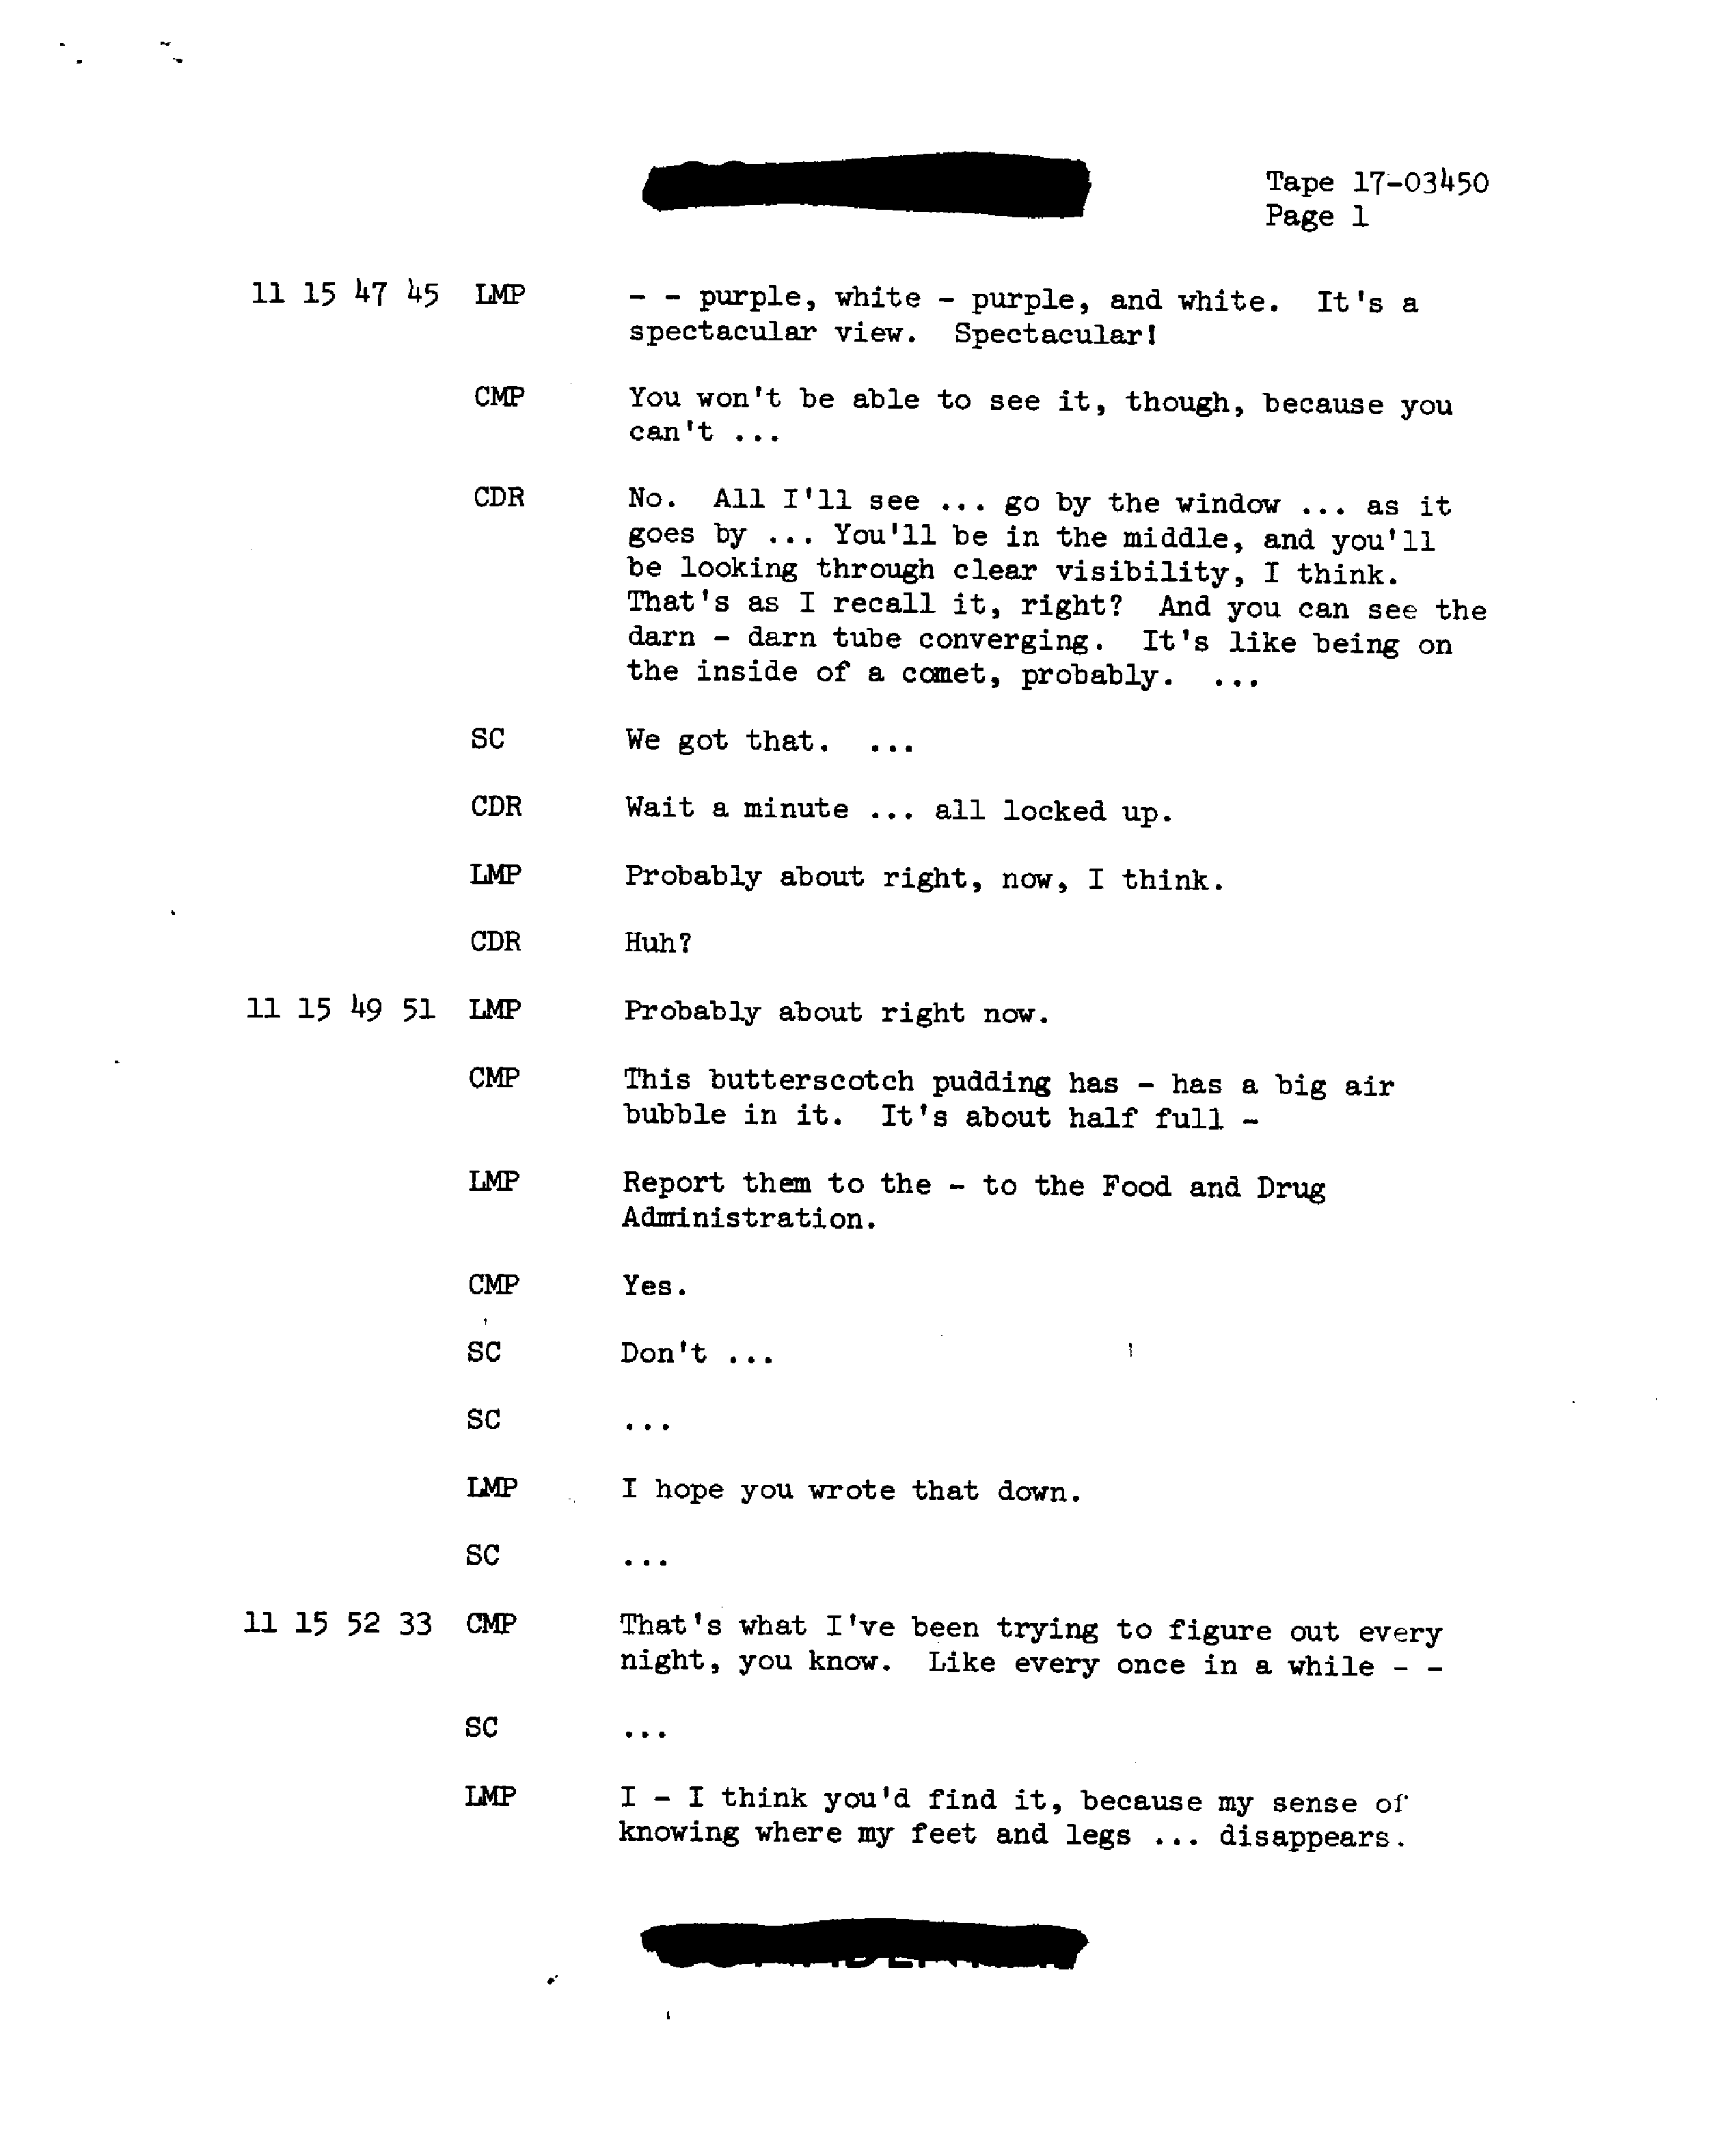 Tape 17-03450
Page 1
11 15 47 45 LMP - - purple, white - purple, and white. It's a
spectacular view. Spectacular!
CMP You won't be able to see it, though, because you
can't ...
CDR No. All I'll see ... go by the window ... as it
goes by ... You'll be in the middle, and you'll
be looking through clear visibility, I think.
That's as I recall it, right? And you can see the
darn - darn tube converging. It's like being on
the inside of a comet, probably. ...
SC We got that. ...
CDR Wait a minute ... all locked up.
LMP Probably about right, now, I think.
CDR Huh?
11 15 49 51 LMP Probably about right now.
CMP This butterscotch pudding has - has a big air
bubble in it. It's about half full -
LMP Report them to the - to the Food and Drug
Administration.
CMP Yes.
SC Don't ...
SC ...
LMP I hope you wrote that down.
SC ...
11 15 52 33 CMP That's what I've been trying to figure out every
night, you know. Like every once in a while - -
SC ...
LMP I - I think you'd find it, because my sense of
knowing where my feet and legs ... disappears.